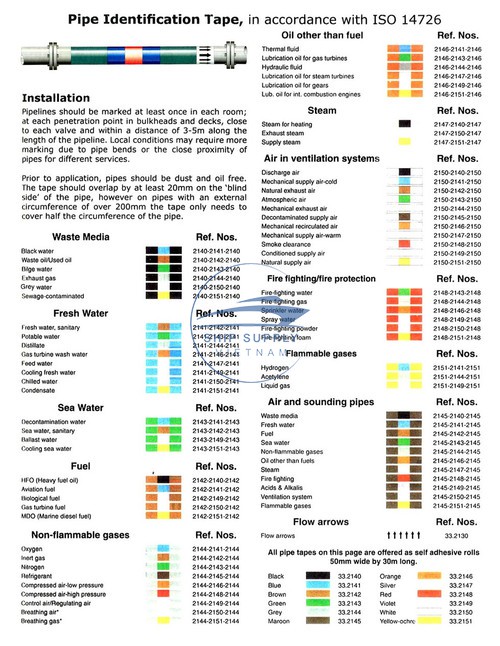 Pipe Identification Tape, in accordance with ISO 14726
Installation
Pipelines should be marked at least once in each room;
at each penetration point in bulkheads and decks, close
to each valve and within a distance of 3-5m along the
length of the pipeline. Local conditions may require more
marking due to pipe bends or the close proximity of
pipes for different services.
Prior to application, pipes should be dust and oil free.
The tape should overlap by at least 20mm on the 'blind
side' of the pipe, however on pipes with an external
circumference of over 200mm the tape only needs to
cover half the circumference of the pipe.
Waste Media Ref. Nos.
Black water 2140-2141-2140
Waste oil/Used oil 2140-2142-2140
Bilge water 2140-2143-2140
Exhaust gas 2140-2144-2140
Grey water 2140-2150-2140
Sewage-contaminated 2140-2151-2140
Fresh Water Ref. Nos.
Fresh water, sanitary 2141-2142-2141
Potable water 2141-2143-2141
Distillate 2141-2144-2141
Gas turbine wash water 2141-2146-2141
Feed water 2141-2147-2141
Cooling fresh water 2141-2149-2141
Chilled water 2141-2150-2141
Condensate 2141-2151-2141
Sea Water Ref. Nos.
Decontamination water 2143-2141-2143
Sea water, sanitary 2143-2142-2143
Ballast water 2143-2149-2143
Cooling sea water 2143-2151-2143
Fuel Ref. Nos.
HFO (Heavy fuel oil) 2142-2140-2142
Aviation fuel 2142-2141-2142
Biological fuel 2142-2149-2142
Gas turbine fuel 2142-2150-2142
MDO (Marine diesel fuel) 2142-2151-2142
Non-flammable gases Ref. Nos.
Oxygen 2144-2141-2144
Inert gas 2144-2142-2144
Nitrogen 2144-2143-2144
Refrigerant 2144-2145-2144
Compressed air-low pressure 2144-2146-2144
Compressed air-high pressure 2144-2148-2144
Control air/Regulating air 2144-2149-2144
Breathing air* 2144-2150-2144
Breathing gas* 2144-2151-2144
Oil other than fuel Ref. Nos.
Thermal fluid 2146-2141-2146
Lubrication oil for gas turbines 2146-2143-2146
Hydraulic fluid 2146-2144-2146
Lubrication oil for steam turbines 2146-2147-2146
Lubrication oil for gears 2146-2149-2146
Lub. oil for int. combustion engines 2146-2151-2146
Steam Ref. Nos.
Steam for heating 2147-2140-2147
Exhaust steam 2147-2150-2147
Supply steam 2147-2151-2147
Air in ventilation systems Ref. Nos.
Discharge air 2150-2140-2150
Mechanical supply air-cold 2150-2141-2150
Natural exhaust air 2150-2142-2150
Atmospheric air 2150-2143-2150
Mechanical exhaust air 2150-2144-2150
Decontaminated supply air 2150-2145-2150
Mechanical recirculated air 2150-2146-2150
Mechanical supply air-warm 2150-2147-2150
Smoke clearance 2150-2148-2150
Conditioned supply air 2150-2149-2150
Natural supply air 2150-2151-2150
Fire fighting/fire protection Ref. Nos.
Fire-fighting water 2148-2143-2148
Fire-fighting gas 2148-2144-2148
Sprinkler water 2148-2146-2148
Spray water 2148-2149-2148
Fire-fighting powder 2148-2150-2148
Fire-fighting foam 2148-2151-2148
Flammable gases Ref. Nos.
Hydrogen 2151-2141-2151
Acetylene 2151-2144-2151
Liquid gas 2151-2149-2151
Air and sounding pipes Ref. Nos.
Waste media 2145-2140-2145
Fresh water 2145-2141-2145
Fuel 2145-2142-2145
Sea water 2145-2143-2145
Non-flammable gases 2145-2144-2145
Oil other than fuels 2145-2146-2145
Steam 2145-2147-2145
Fire fighting 2145-2148-2145
Acids & Alkalis 2145-2149-2145
Ventilation system 2145-2150-2145
Flammable gases 2145-2151-2145
Flow arrows Ref. Nos.
Flow arrows 33.2130
All pipe tapes on this page are offered as self adhesive rolls
50mm wide by 30m long.
Black 33.2140 Orange 33.2146
Blue 33.2141 Silver 33.2147
Brown 33.2142 Red 33.2148
Green 33.2143 Violet 33.2149
Grey 33.2144 White 33.2150
Maroon 33.2145 Yellow-ochre 33.2151